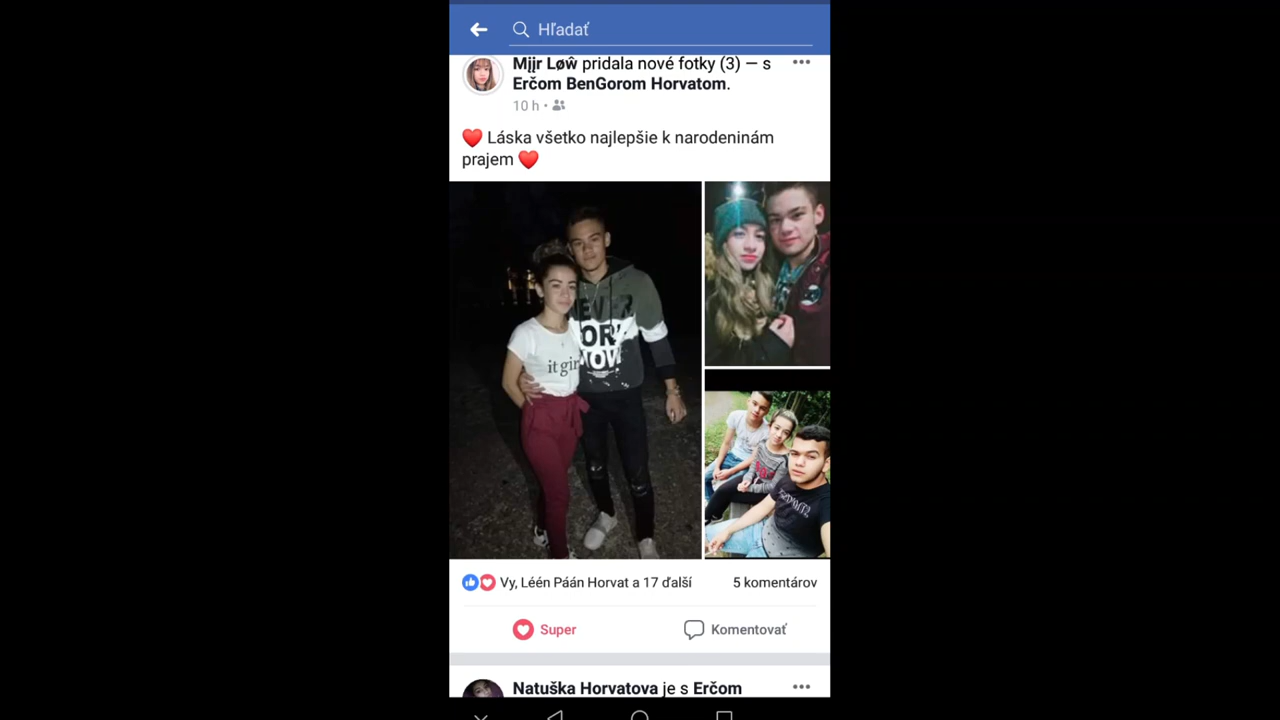 Hľadať
Mįįr Løŵ pridala nové fotky (3) — s
Erčom BenGorom Horvatom.
10 h
❤️ Láska všetko najlepšie k narodeninám
prajem ❤️
it girl
Vy, Léén Páán Horvat a 17 ďalší
5 komentárov
Super
Komentovať
Natuška Horvatova je s Erčom